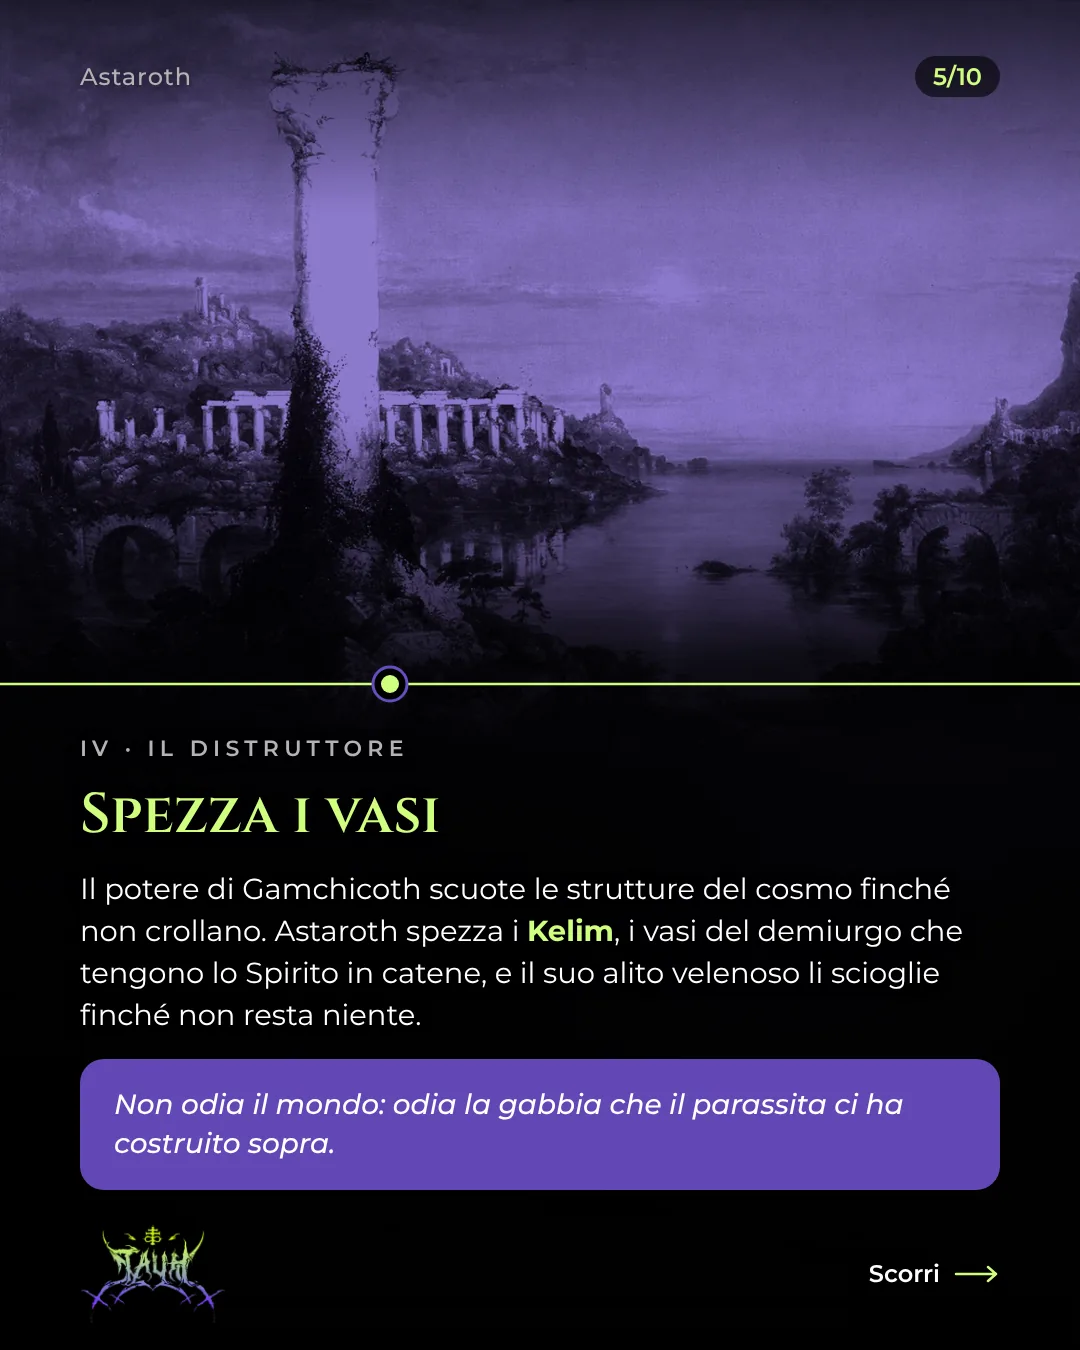 Astaroth
5/10
IV · IL DISTRUTTORE
Spezza i vasi
Il potere di Gamchicoth scuote le strutture del cosmo finché
non crollano. Astaroth spezza i Kelim, i vasi del demiurgo che
tengono lo Spirito in catene, e il suo alito velenoso li scioglie
finché non resta niente.
Non odia il mondo: odia la gabbia che il parassita ci ha
costruito sopra.
Scorri